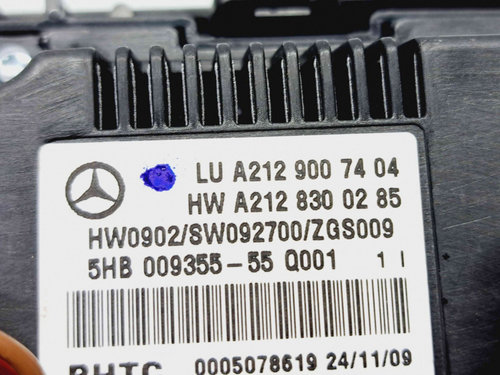 LU A212 900 74 04
HW A212 830 02 85
HW0902/SW092700/ZGS009
5HB 009355-55 Q001 1 I
BHTC 0005078619 24/11/09